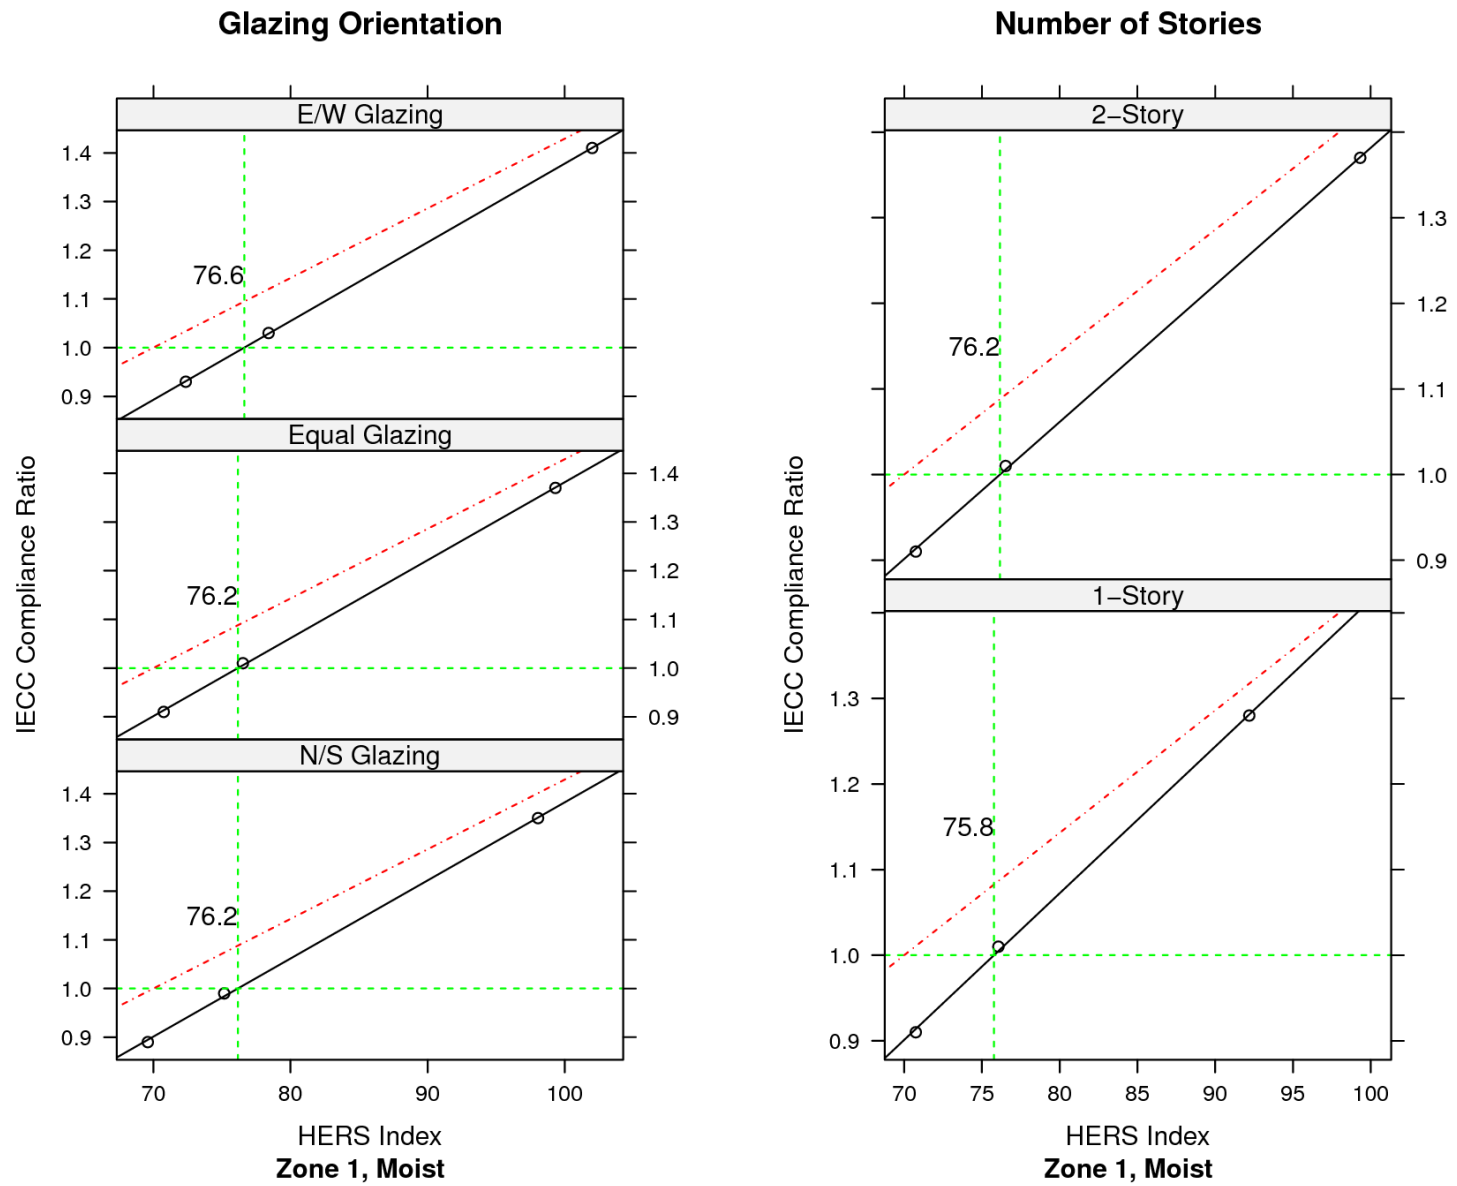 Glazing Orientation
E/W Glazing
1.4
1.3
1.2
1.1
1.0
0.9
76.6
Equal Glazing
1.4
1.3
1.2
1.1
1.0
0.9
76.2
N/S Glazing
1.4
1.3
1.2
1.1
1.0
0.9
76.2
IECC Compliance Ratio
70 80 90 100
HERS Index
Zone 1, Moist
Number of Stories
2−Story
1.3
1.2
1.1
1.0
0.9
76.2
1−Story
1.3
1.2
1.1
1.0
0.9
75.8
IECC Compliance Ratio
70 75 80 85 90 95 100
HERS Index
Zone 1, Moist